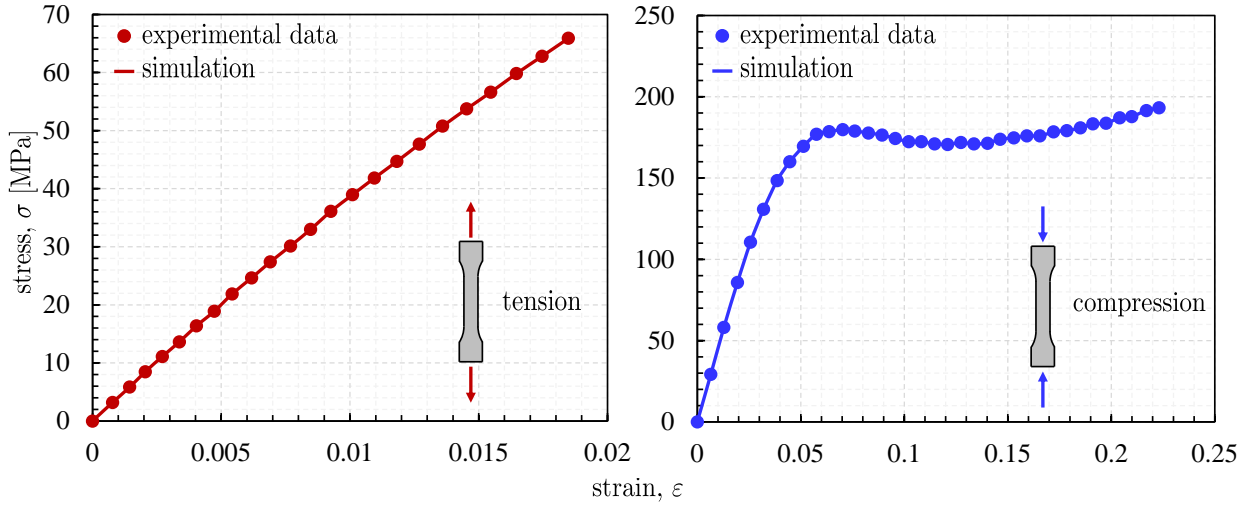 stress, σ [MPa]
70
60
50
40
30
20
10
0
experimental data
simulation
tension
0 0.005 0.01 0.015 0.02
250
200
150
100
50
0
experimental data
simulation
compression
0 0.05 0.1 0.15 0.2 0.25
strain, ε